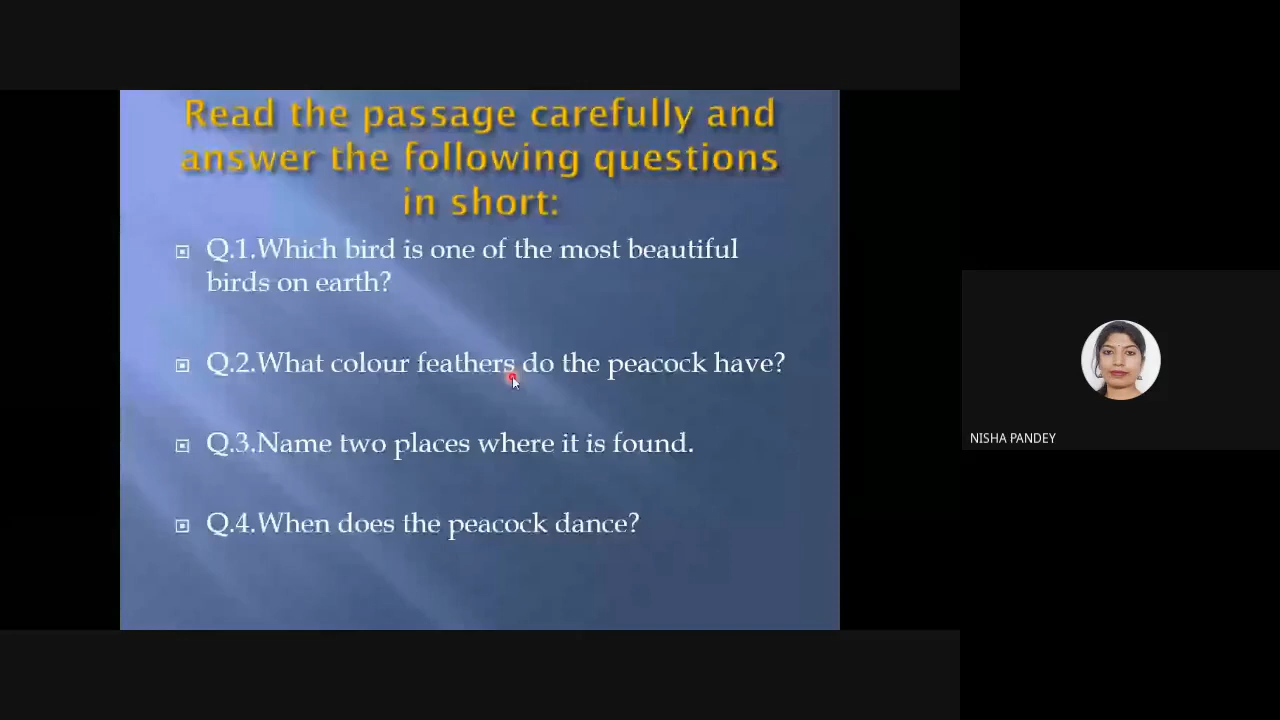 Read the passage carefully and
answer the following questions
in short:
Q.1.Which bird is one of the most beautiful
birds on earth?
Q.2.What colour feathers do the peacock have?
Q.3.Name two places where it is found.
Q.4.When does the peacock dance?
NISHA PANDEY